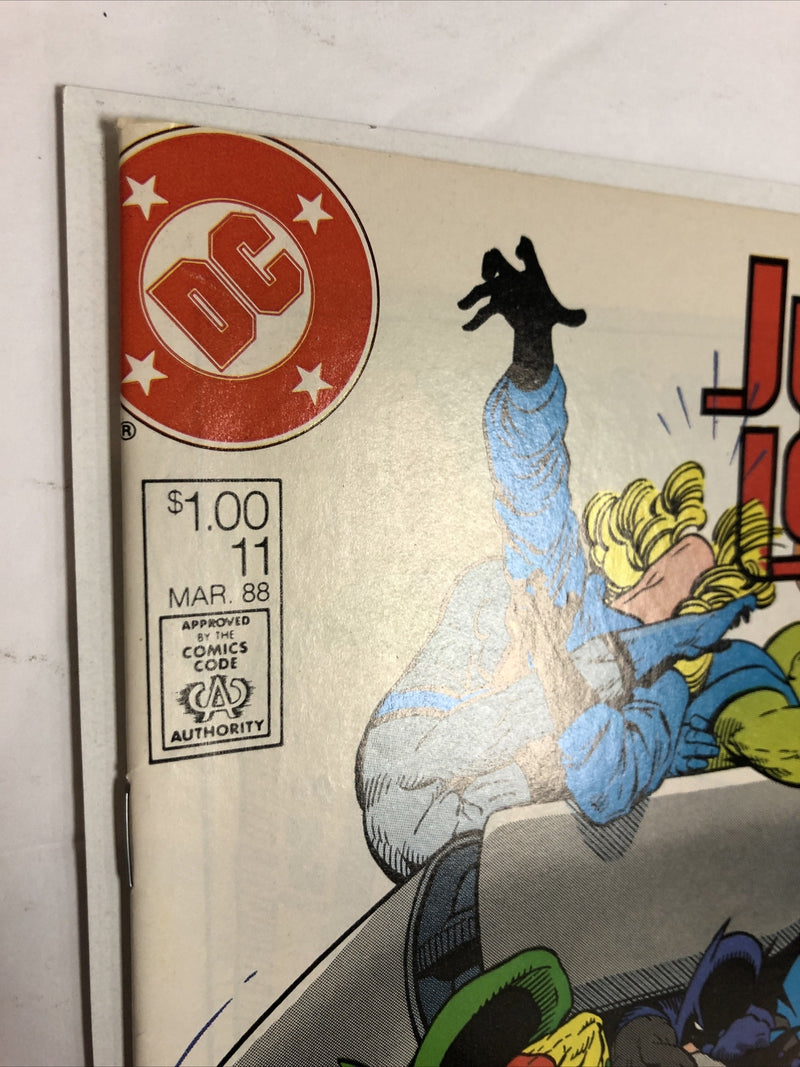 DC
®
$1.00
11
MAR. 88
APPROVED
BY THE
COMICS
CODE
CA
AUTHORITY